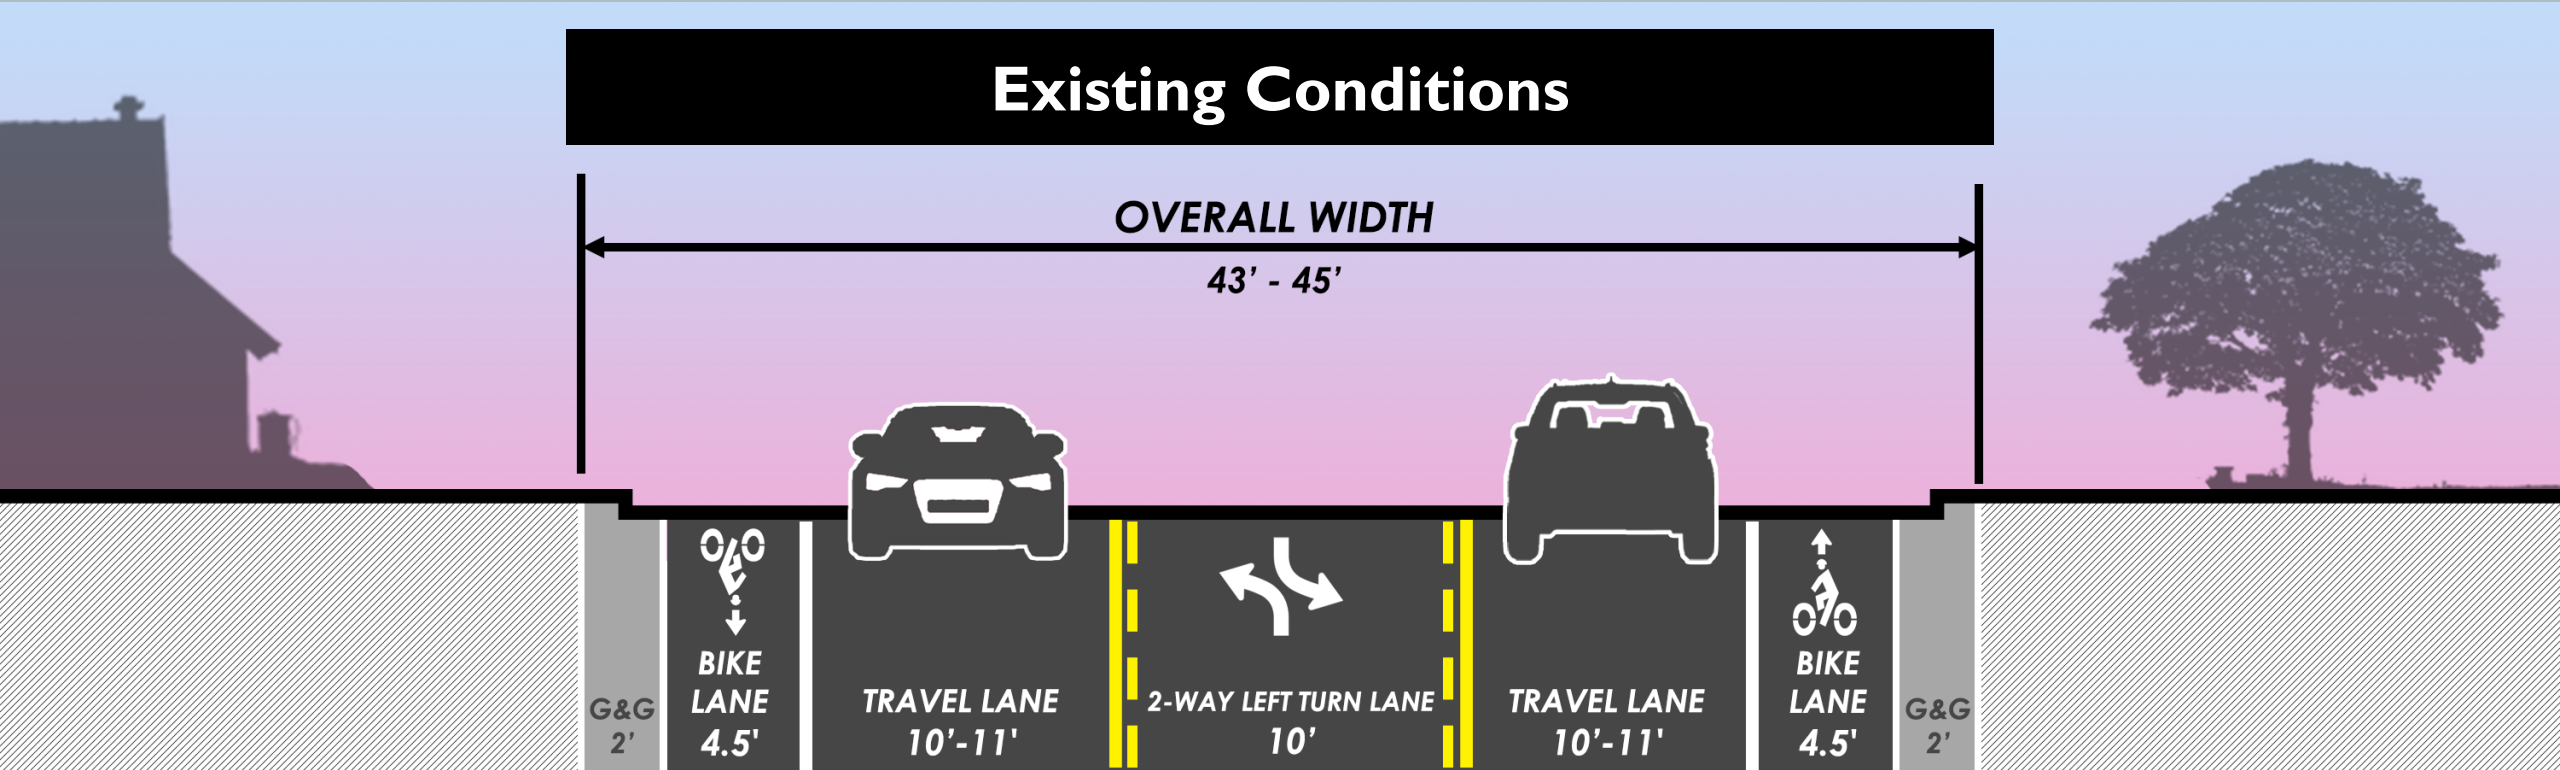 Existing Conditions
OVERALL WIDTH
43’ - 45’
G&G
2’
BIKE
LANE
4.5'
TRAVEL LANE
10’-11'
2-WAY LEFT TURN LANE
10’
TRAVEL LANE
10’-11'
BIKE
LANE
4.5'
G&G
2’